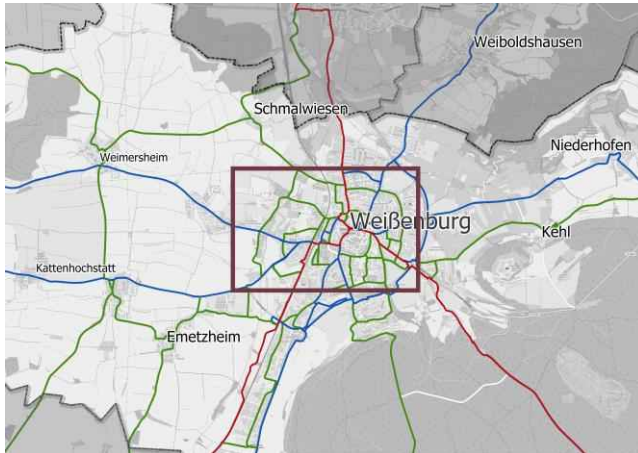 Weiboldshausen
Schmalwiesen
Niederhofen
Weimersheim
Weißenburg
Kehl
Kattenhochstatt
Emetzheim